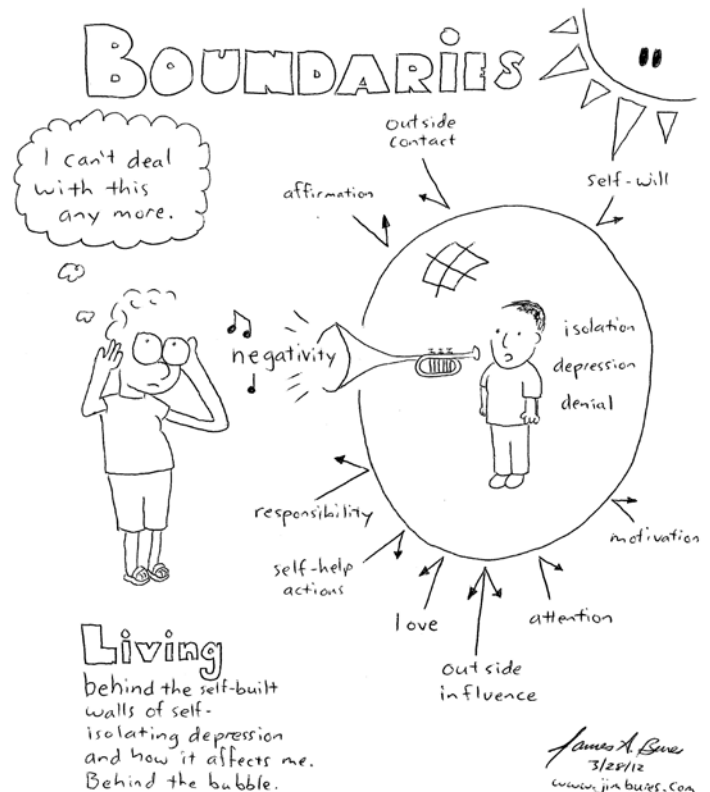 BOUNDARIES
I can't deal
with this
any more.
outside
contact
self-will
affirmation
negativity
isolation
depression
denial
responsibility
motivation
self-help
actions
love
attention
outside
influence
Living
behind the self-built
walls of self-
isolating depression
and how it affects me.
Behind the bubble.
James A. Bures
3/28/12
www.jimbures.com